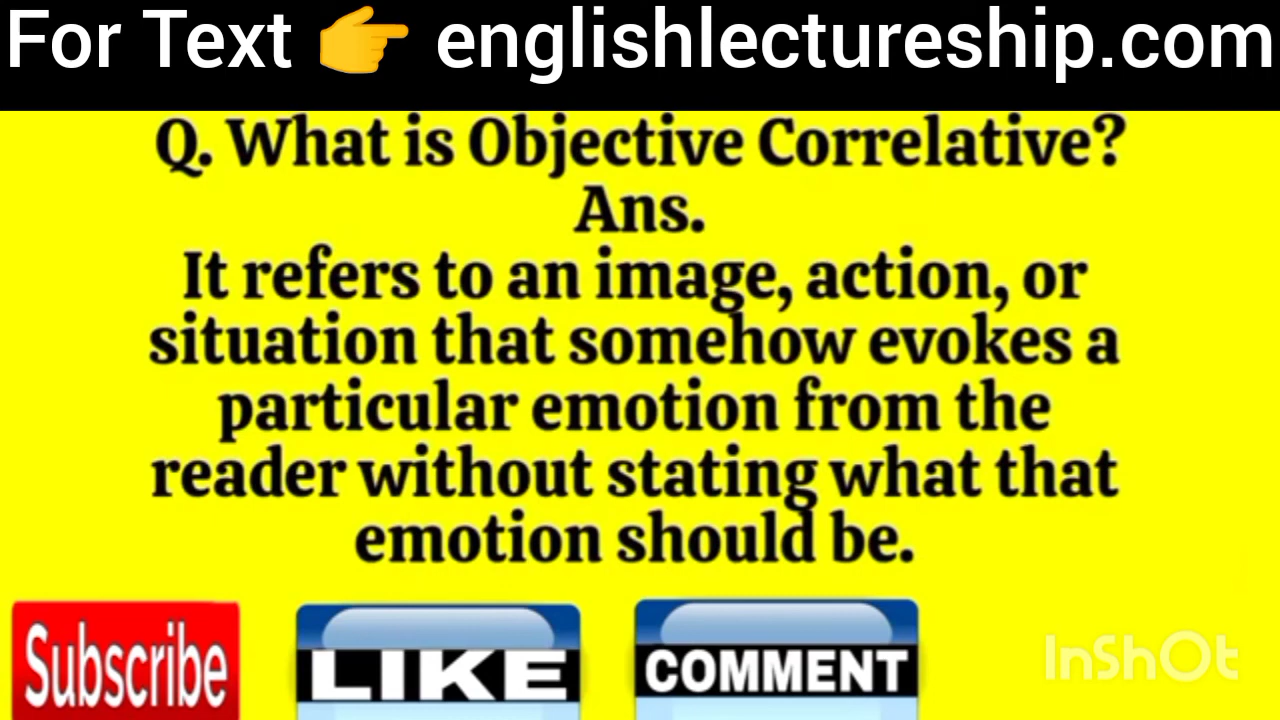 For Text 👉 englishlectureship.com
Q. What is Objective Correlative?
Ans.
It refers to an image, action, or
situation that somehow evokes a
particular emotion from the
reader without stating what that
emotion should be.
Subscribe
LIKE
COMMENT
InShOt